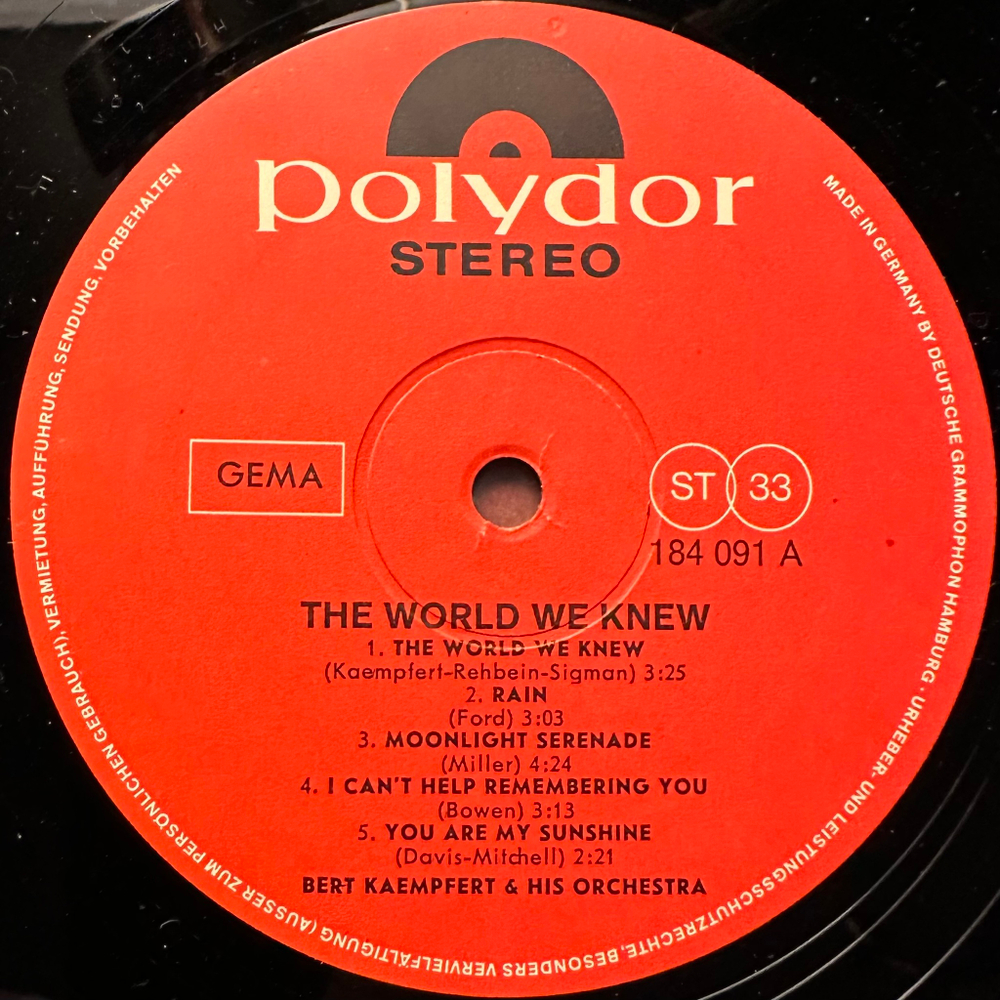 polydor
STEREO
GEMA
ST 33
184 091 A
THE WORLD WE KNEW
1. THE WORLD WE KNEW
(Kaempfert-Rehbein-Sigman) 3:25
2. RAIN
(Ford) 3:03
3. MOONLIGHT SERENADE
(Miller) 4:24
4. I CAN'T HELP REMEMBERING YOU
(Bowen) 3:13
5. YOU ARE MY SUNSHINE
(Davis-Mitchell) 2:21
BERT KAEMPFERT & HIS ORCHESTRA
MADE IN GERMANY BY DEUTSCHE GRAMMOPHON HAMBURG · URHEBER- UND LEISTUNGSSCHUTZRECHTE, BESONDERS VERVIELFÄLTIGUNG (AUSSER ZUM PERSÖNLICHEN GEBRAUCH), VERMIETUNG, AUFFÜHRUNG, SENDUNG, VORBEHALTEN